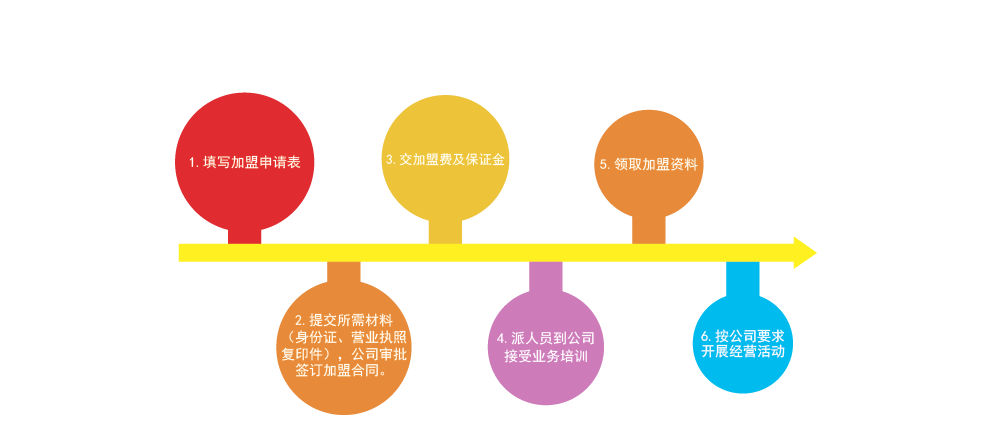 1.填写加盟申请表
2.提交所需材料
（身份证、营业执照
复印件），公司审批
签订加盟合同。
3.交加盟费及保证金
4.派人员到公司
接受业务培训
5.领取加盟资料
6.按公司要求
开展经营活动